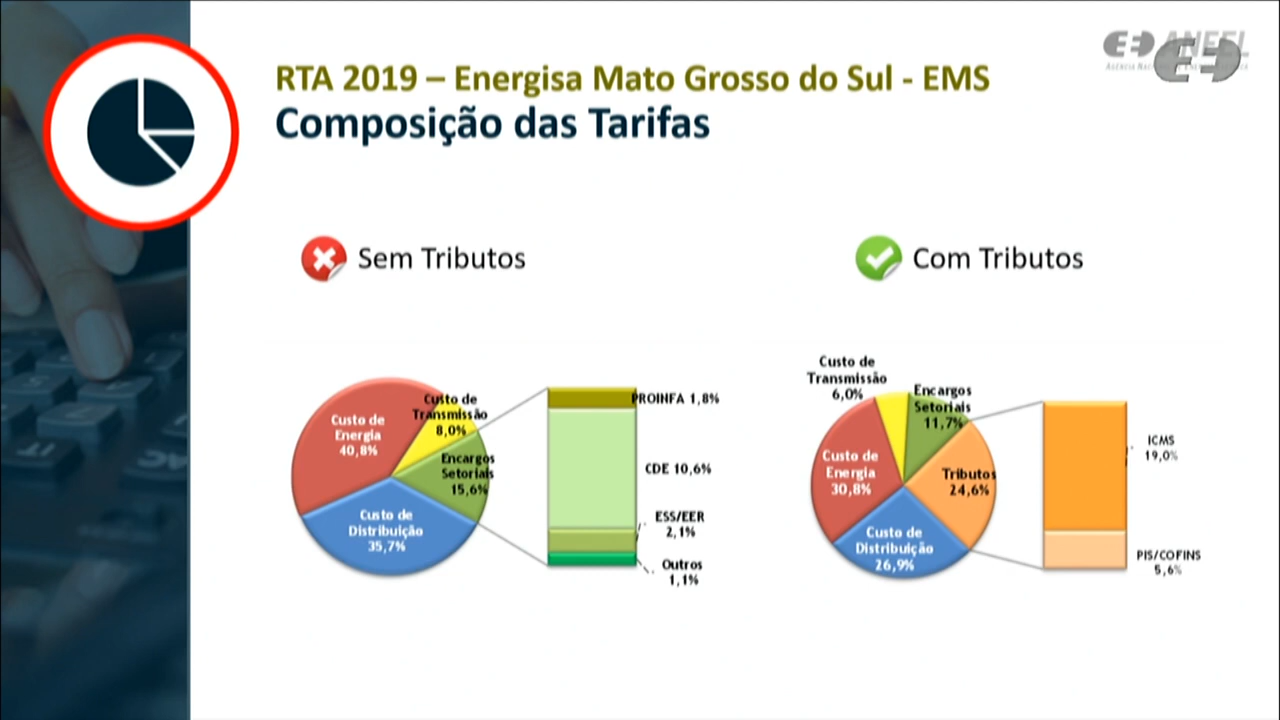 RTA 2019 – Energisa Mato Grosso do Sul - EMS
Composição das Tarifas
ANEEL
Sem Tributos
Custo de
Energia
40,8%
Custo de
Transmissão
8,0%
Encargos
Setoriais
15,6%
Custo de
Distribuição
35,7%
PROINFA 1,8%
CDE 10,6%
ESS/EER
2,1%
Outros
1,1%
Com Tributos
Custo de
Transmissão
6,0%
Encargos
Setoriais
11,7%
Custo de
Energia
30,8%
Tributos
24,6%
Custo de
Distribuição
26,9%
ICMS
19,0%
PIS/COFINS
5,6%